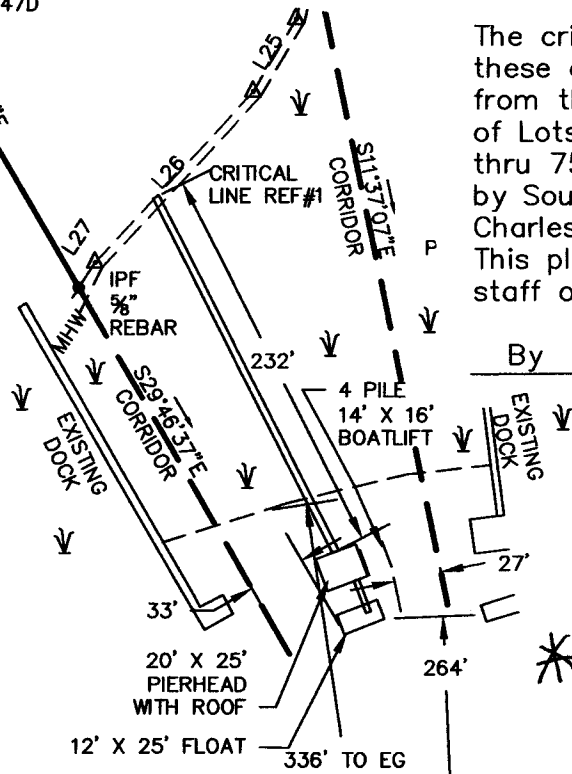 47D
L25
L26
L27
CRITICAL
LINE REF#1
IPF
5/8"
REBAR
MHW
S11°37'07"E
CORRIDOR
P
S29°46'37"E
CORRIDOR
232'
4 PILE
14' X 16'
BOATLIFT
EXISTING
DOCK
EXISTING
DOCK
33'
27'
20' X 25'
PIERHEAD
WITH ROOF
264'
12' X 25' FLOAT
336' TO EG
The cri
these
from th
of Lots
thru 75
by Sou
Charles
This pl
staff o
By